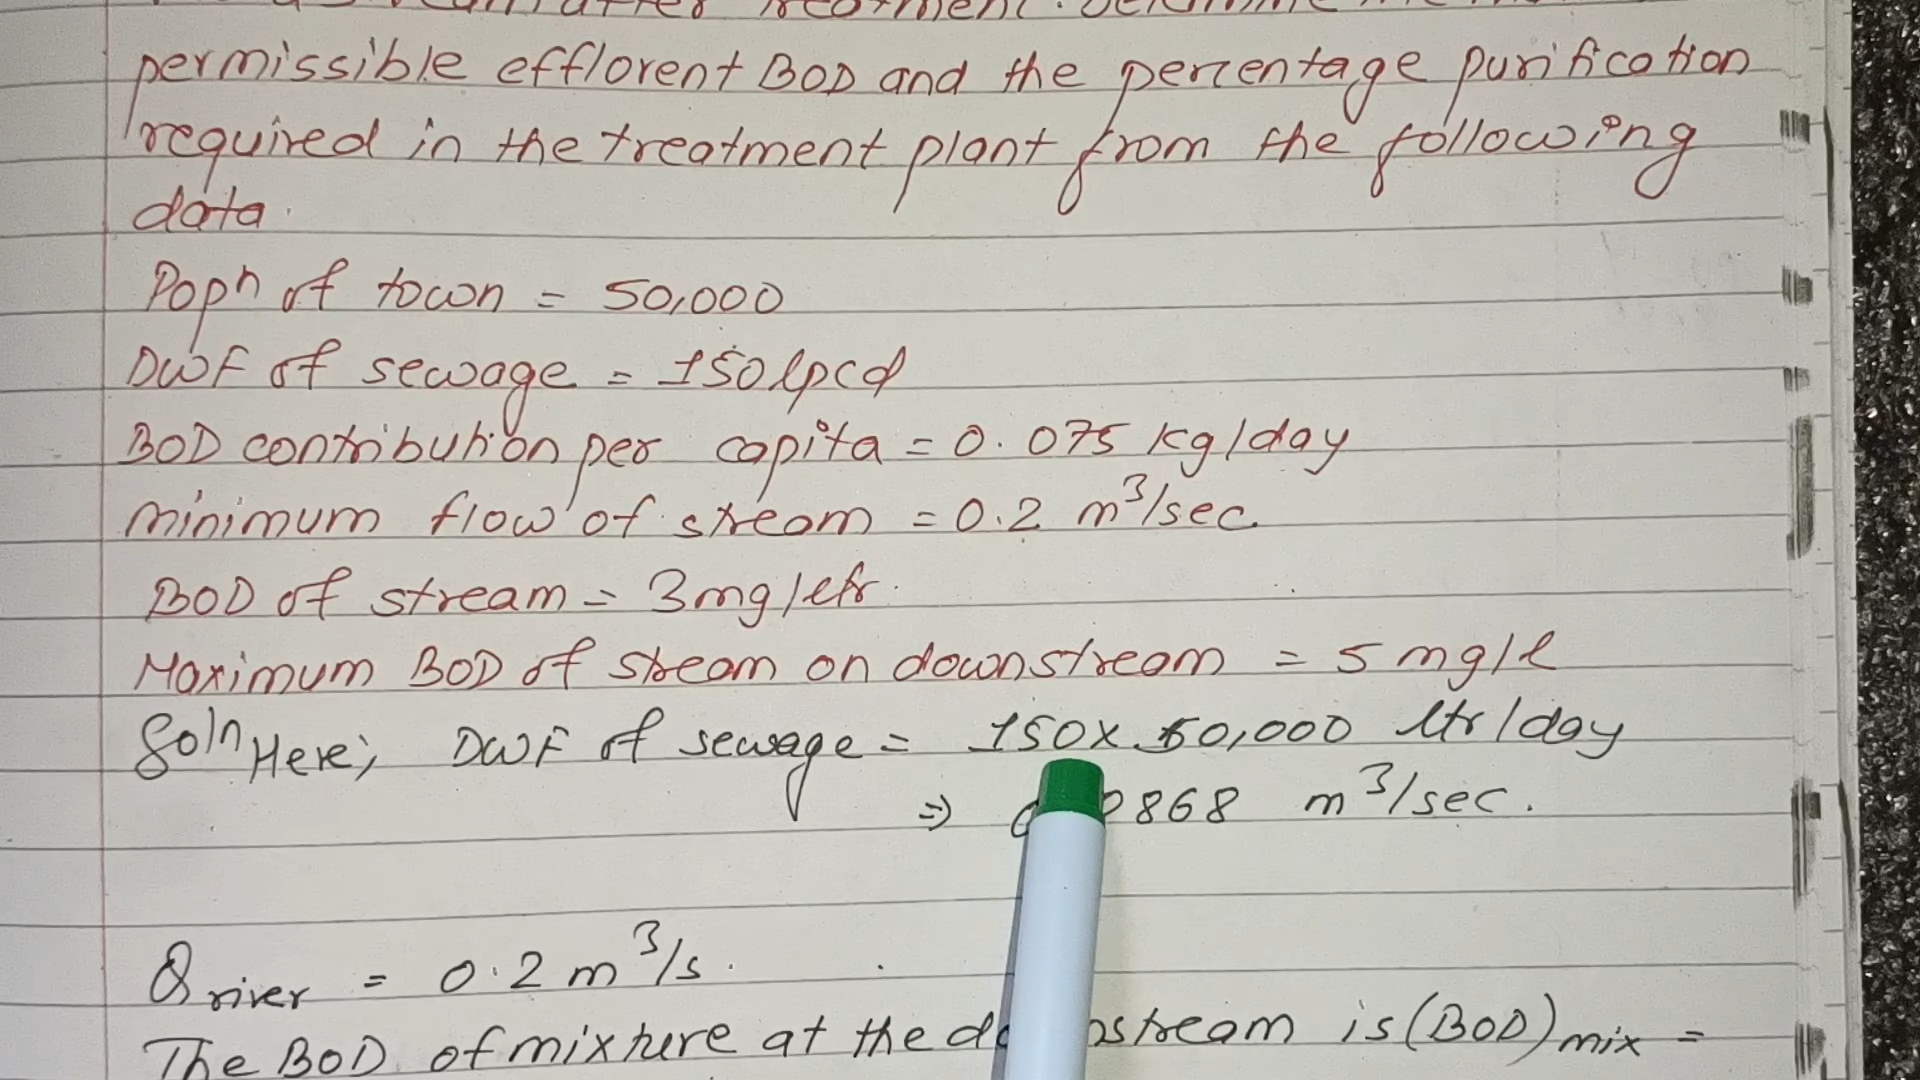 permissible efflorent BOD and the percentage purification
required in the treatment plant from the following
data.
Popn of town = 50,000
DWF of sewage = 150 lpcd
BOD contribution per capita = 0.075 kg/day
minimum flow of stream = 0.2 m³/sec
BOD of stream = 3mg/ltr.
Maximum BOD of stream on downstream = 5 mg/l
Soln Here; DWF of sewage = 150 x 50,000 ltr/day
⇒ 868 m³/sec.
Q river = 0.2 m³/s.
The BOD of mixture at the is (BOD) mix =